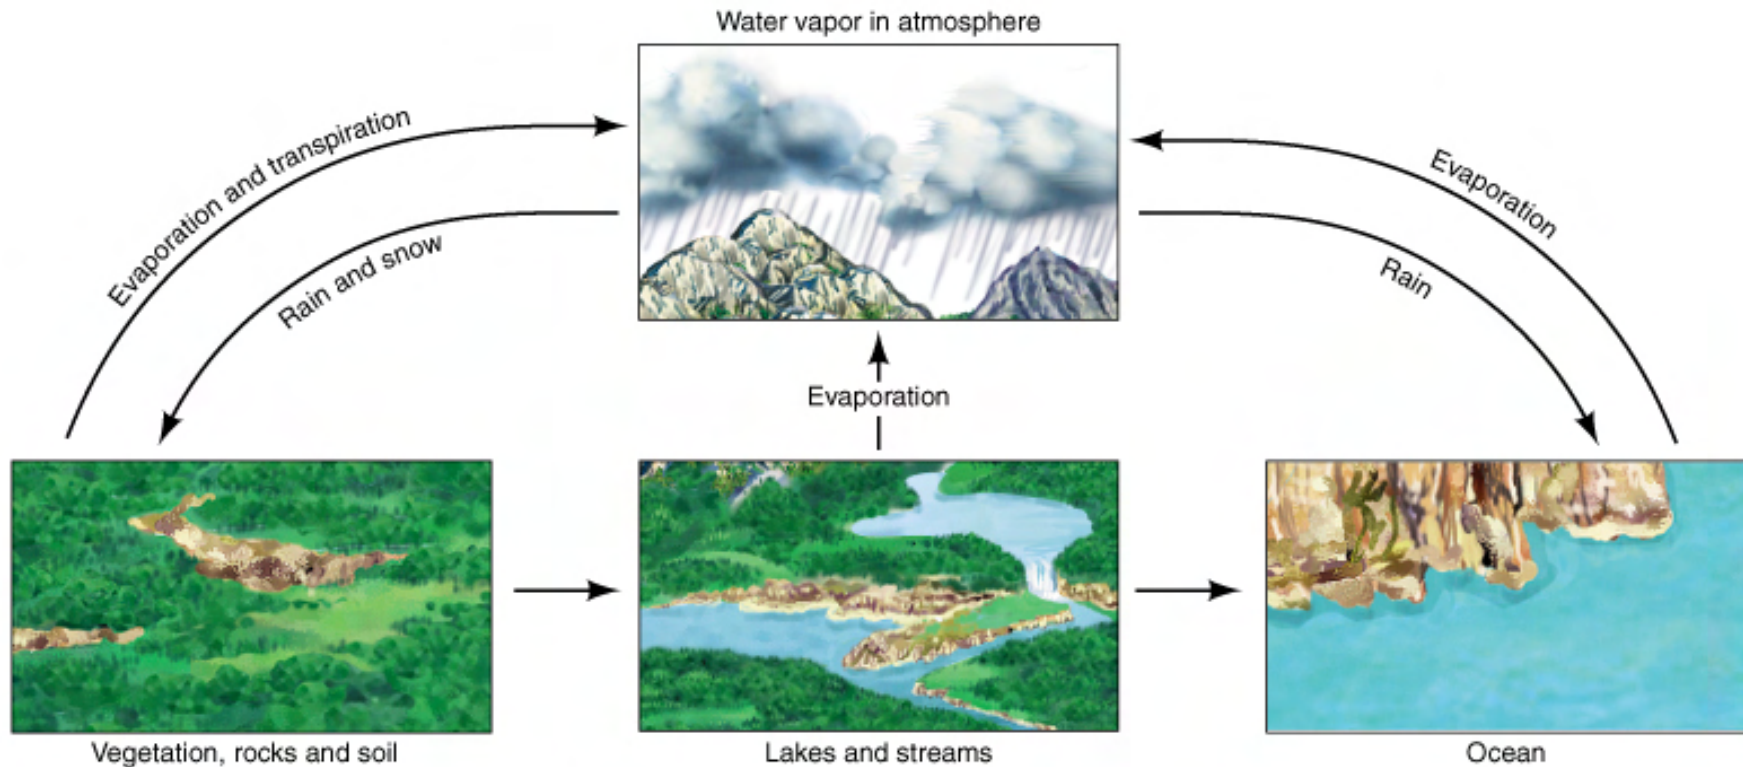 Water vapor in atmosphere
Evaporation and transpiration
Rain and snow
Evaporation
Rain
Evaporation
Vegetation, rocks and soil
Lakes and streams
Ocean